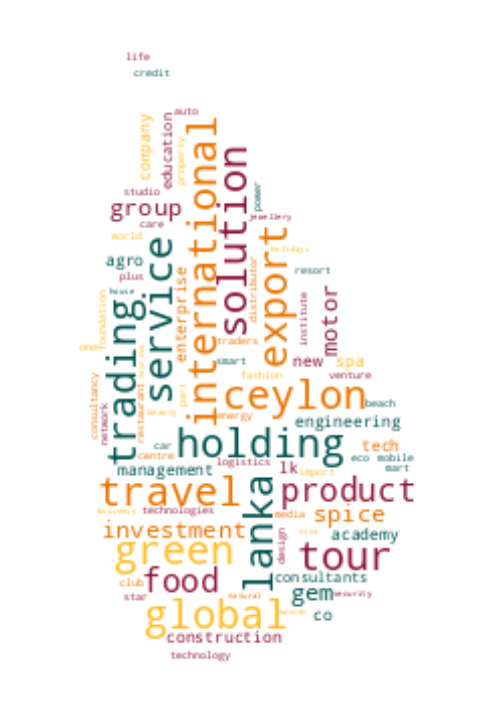 life
credit
auto
company
education
property
international
solution
power
studio
group
jewellery
care
world
service
export
holidays
agro
enterprise
distributor
resort
plus
house
trading
foundation
institute
motor
one
traders
smart
new
spa
consultancy
restaurant
part
fashion
venture
ceylon
beach
network
beauty
energy
engineering
holding
car
tech
centre
logistics
eco
mobile
management
lk
import
mart
travel
lanka
product
business
technologies
media
spice
investment
design
academy
green
tour
food
consultants
club
gem
security
star
natural
global
co
construction
technology